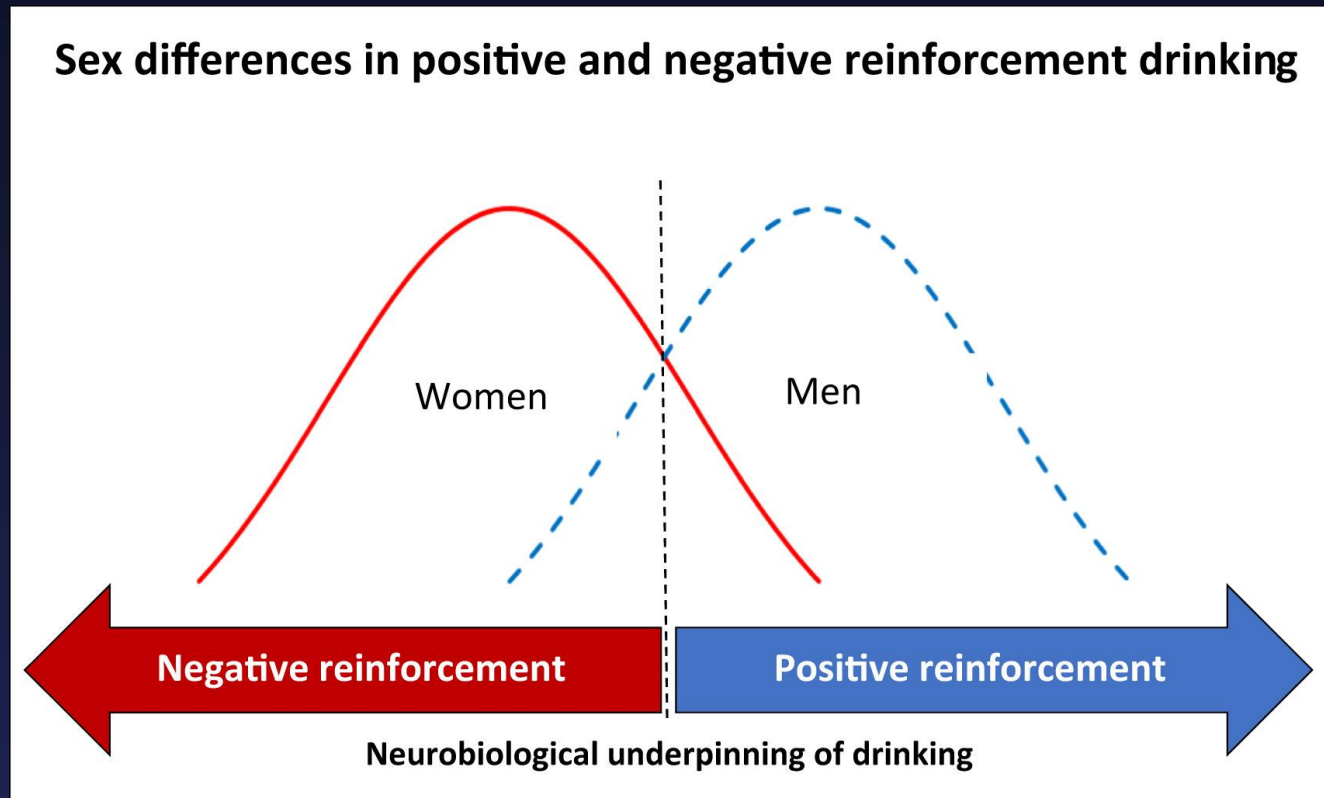 Sex differences in positive and negative reinforcement drinking
Women
Men
Negative reinforcement
Positive reinforcement
Neurobiological underpinning of drinking